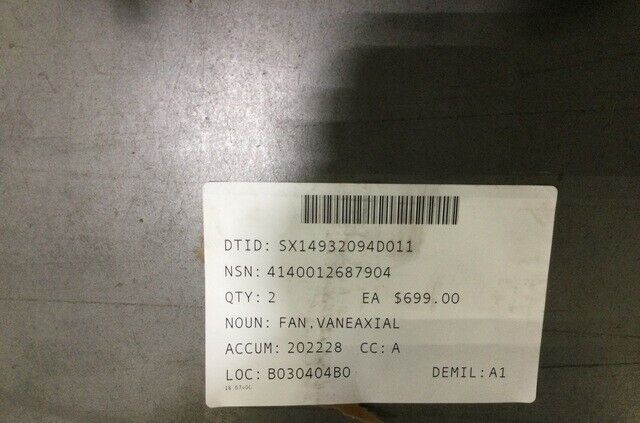 DTID: SX14932094D011
NSN: 4140012687904
QTY: 2 EA $699.00
NOUN: FAN,VANEAXIAL
ACCUM: 202228 CC: A
LOC: B030404B0 DEMIL: A1